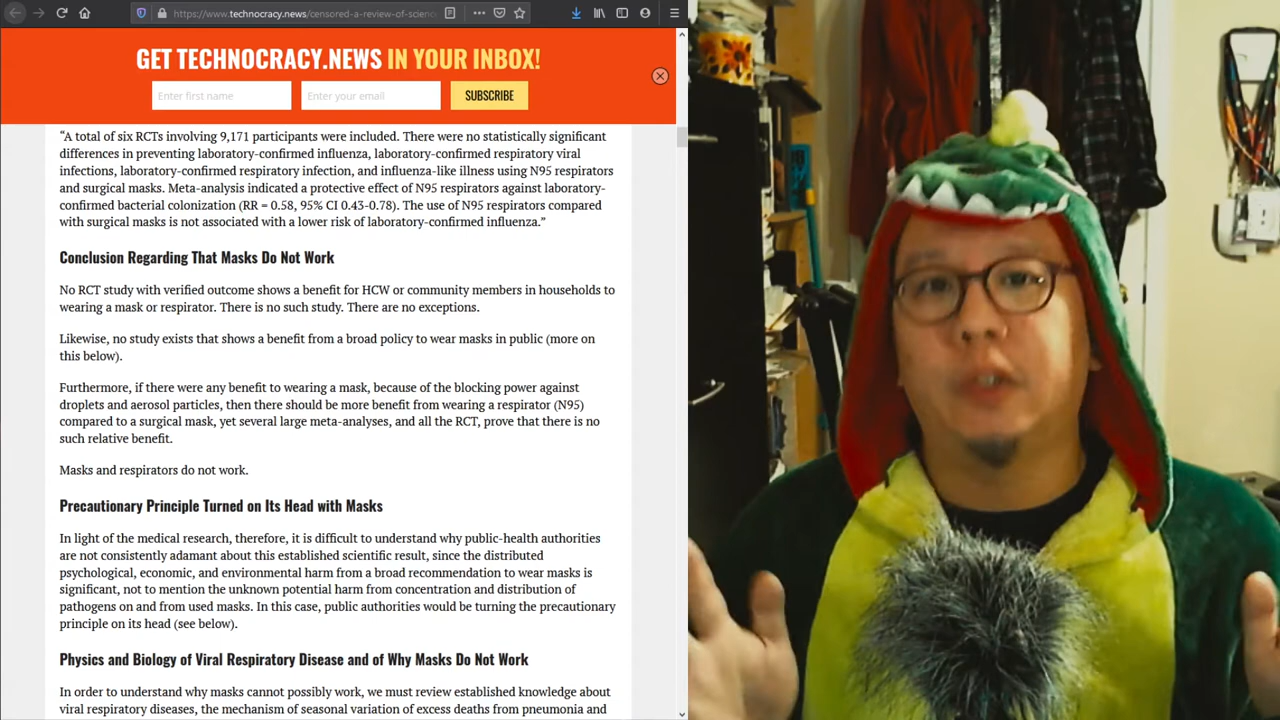 https://www.technocracy.news/censored-a-review-of-scienc
GET TECHNOCRACY.NEWS IN YOUR INBOX!
Enter first name
Enter your email
SUBSCRIBE
“A total of six RCTs involving 9,171 participants were included. There were no statistically significant
differences in preventing laboratory-confirmed influenza, laboratory-confirmed respiratory viral
infections, laboratory-confirmed respiratory infection, and influenza-like illness using N95 respirators
and surgical masks. Meta-analysis indicated a protective effect of N95 respirators against laboratory-
confirmed bacterial colonization (RR = 0.58, 95% CI 0.43-0.78). The use of N95 respirators compared
with surgical masks is not associated with a lower risk of laboratory-confirmed influenza.”
Conclusion Regarding That Masks Do Not Work
No RCT study with verified outcome shows a benefit for HCW or community members in households to
wearing a mask or respirator. There is no such study. There are no exceptions.
Likewise, no study exists that shows a benefit from a broad policy to wear masks in public (more on
this below).
Furthermore, if there were any benefit to wearing a mask, because of the blocking power against
droplets and aerosol particles, then there should be more benefit from wearing a respirator (N95)
compared to a surgical mask, yet several large meta-analyses, and all the RCT, prove that there is no
such relative benefit.
Masks and respirators do not work.
Precautionary Principle Turned on Its Head with Masks
In light of the medical research, therefore, it is difficult to understand why public-health authorities
are not consistently adamant about this established scientific result, since the distributed
psychological, economic, and environmental harm from a broad recommendation to wear masks is
significant, not to mention the unknown potential harm from concentration and distribution of
pathogens on and from used masks. In this case, public authorities would be turning the precautionary
principle on its head (see below).
Physics and Biology of Viral Respiratory Disease and of Why Masks Do Not Work
In order to understand why masks cannot possibly work, we must review established knowledge about
viral respiratory diseases, the mechanism of seasonal variation of excess deaths from pneumonia and